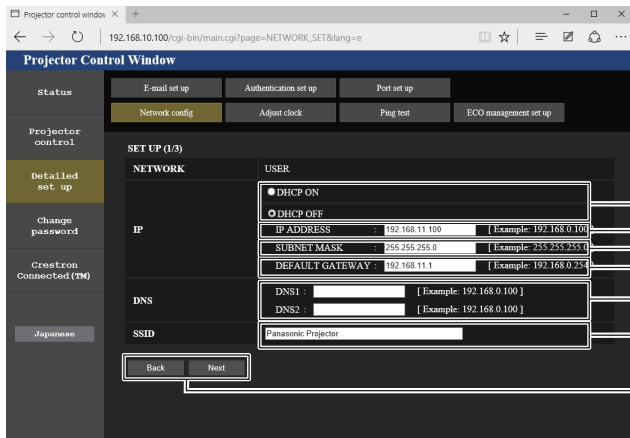 Projector control window
192.168.10.100/cgi-bin/main.cgi?page=NETWORK_SET&lang=e
Projector Control Window
Status
Projector
control
Detailed
set up
Change
password
Crestron
Connected(TM)
Japanese
E-mail set up Authentication set up Port set up
Network config Adjust clock Ping test ECO management set up
SET UP (1/3)
NETWORK USER
IP
DHCP ON
DHCP OFF
IP ADDRESS : 192.168.11.100 [ Example: 192.168.0.100
SUBNET MASK : 255.255.255.0 [ Example: 255.255.255.0
DEFAULT GATEWAY : 192.168.11.1 [ Example: 192.168.0.254
DNS
DNS1 : [ Example: 192.168.0.100 ]
DNS2 : [ Example: 192.168.0.100 ]
SSID Panasonic Projector
Back Next